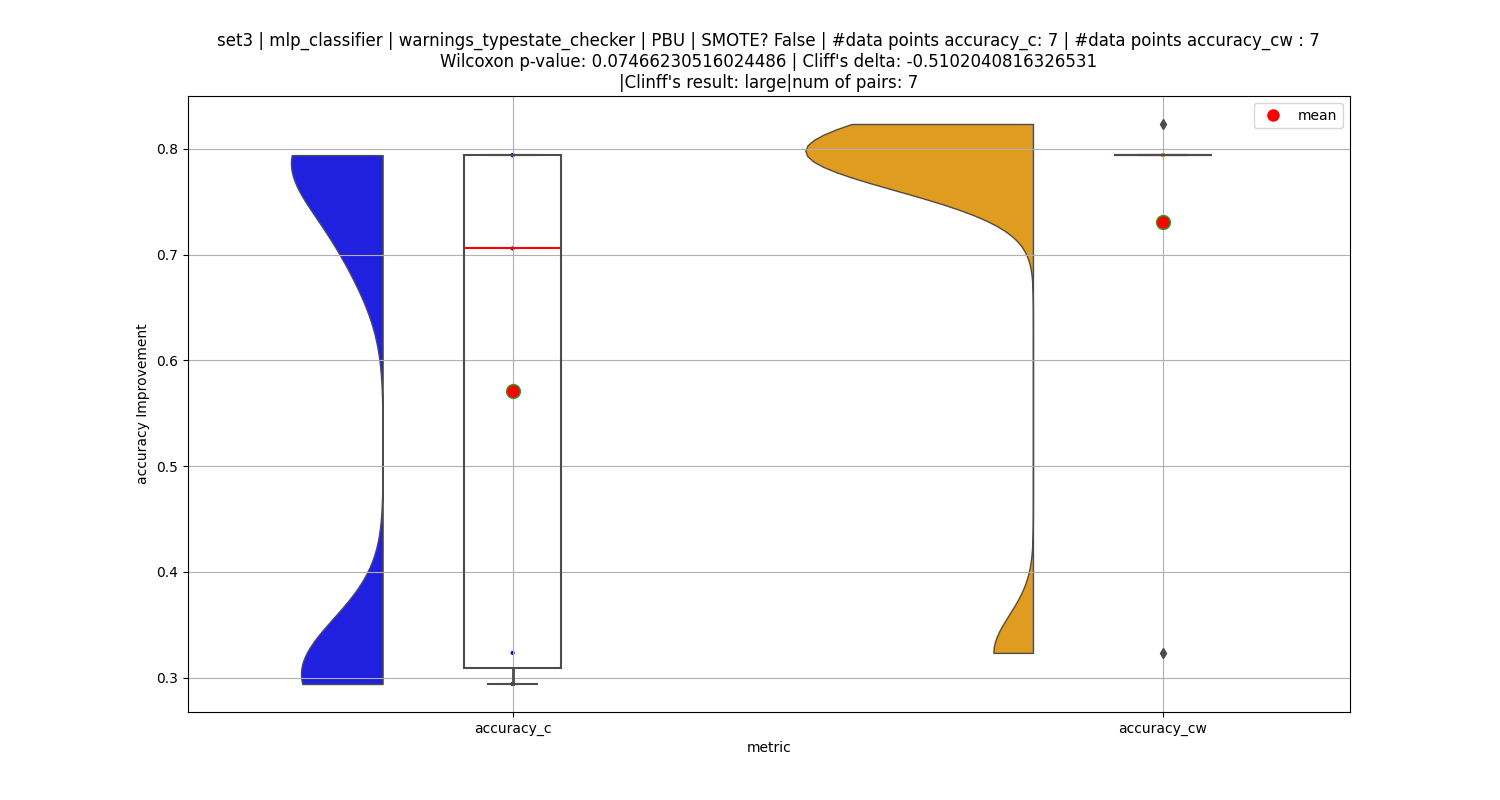 set3 | mlp_classifier | warnings_typestate_checker | PBU | SMOTE? False | #data points accuracy_c: 7 | #data points accuracy_cw : 7
Wilcoxon p-value: 0.07466230516024486 | Cliff's delta: -0.5102040816326531
|Clinff's result: large|num of pairs: 7
mean
0.8
0.7
0.6
0.5
0.4
0.3
accuracy Improvement
accuracy_c
accuracy_cw
metric